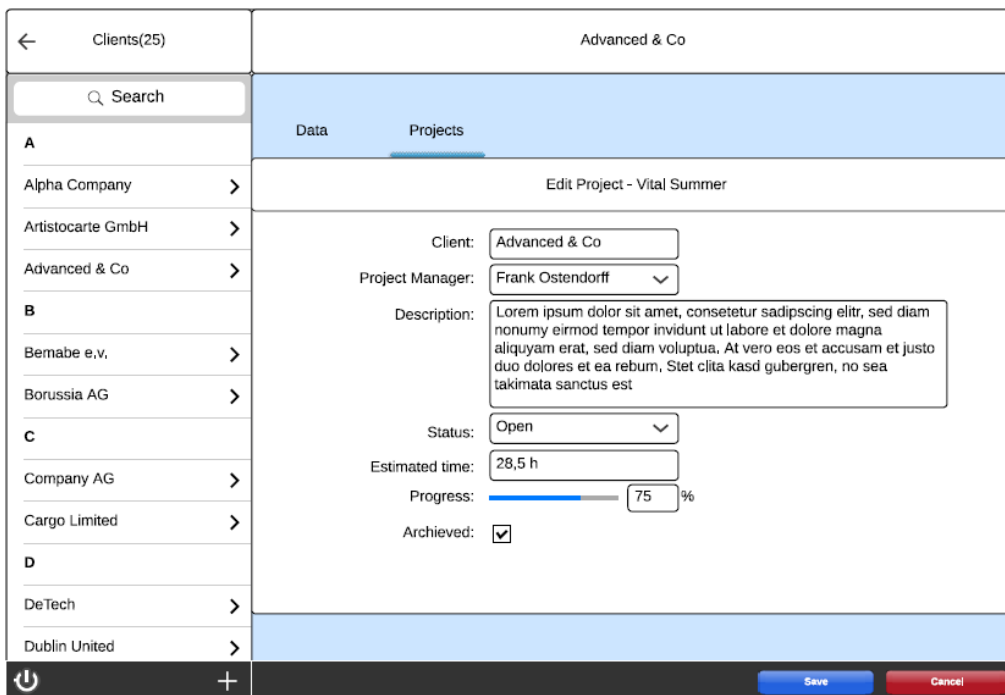 Clients(25)
Advanced & Co
Search
A
Alpha Company
Artistocarte GmbH
Advanced & Co
B
Bemabe e,v,
Borussia AG
C
Company AG
Cargo Limited
D
DeTech
Dublin United
Data
Projects
Edit Project - Vital Summer
Client:
Advanced & Co
Project Manager:
Frank Ostendorff
Description:
Lorem ipsum dolor sit amet, consetetur sadipscing elitr, sed diam
nonumy eirmod tempor invidunt ut labore et dolore magna
aliquyam erat, sed diam voluptua, At vero eos et accusam et justo
duo dolores et ea rebum, Stet clita kasd gubergren, no sea
takimata sanctus est
Status:
Open
Estimated time:
28,5 h
Progress:
75 %
Archieved:
Save
Cancel